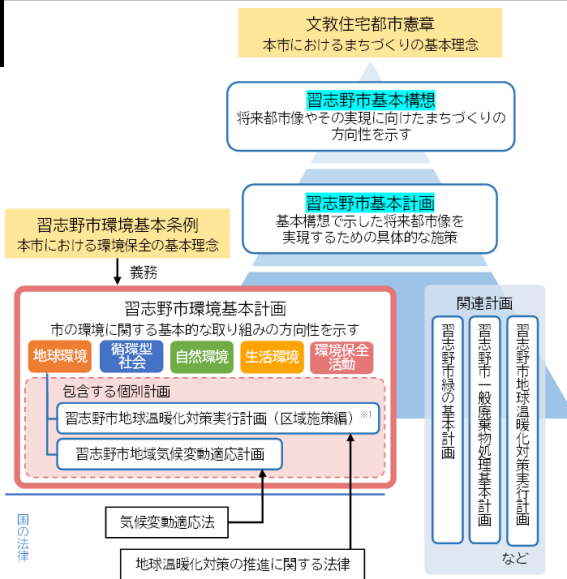 文教住宅都市憲章
本市におけるまちづくりの基本理念
習志野市基本構想
将来都市像やその実現に向けたまちづくりの
方向性を示す
習志野市基本計画
基本構想で示した将来都市像を
実現するための具体的な施策
習志野市環境基本条例
本市における環境保全の基本理念
義務
習志野市環境基本計画
市の環境に関する基本的な取り組みの方向性を示す
地球環境
循環型
社会
自然環境
生活環境
環境保全
活動
包含する個別計画
習志野市地球温暖化対策実行計画（区域施策編）※1
習志野市地域気候変動適応計画
関連計画
習志野市地球温暖化対策実行計画
習志野市一般廃棄物処理基本計画
習志野市緑の基本計画
など
国の法律
気候変動適応法
地球温暖化対策の推進に関する法律